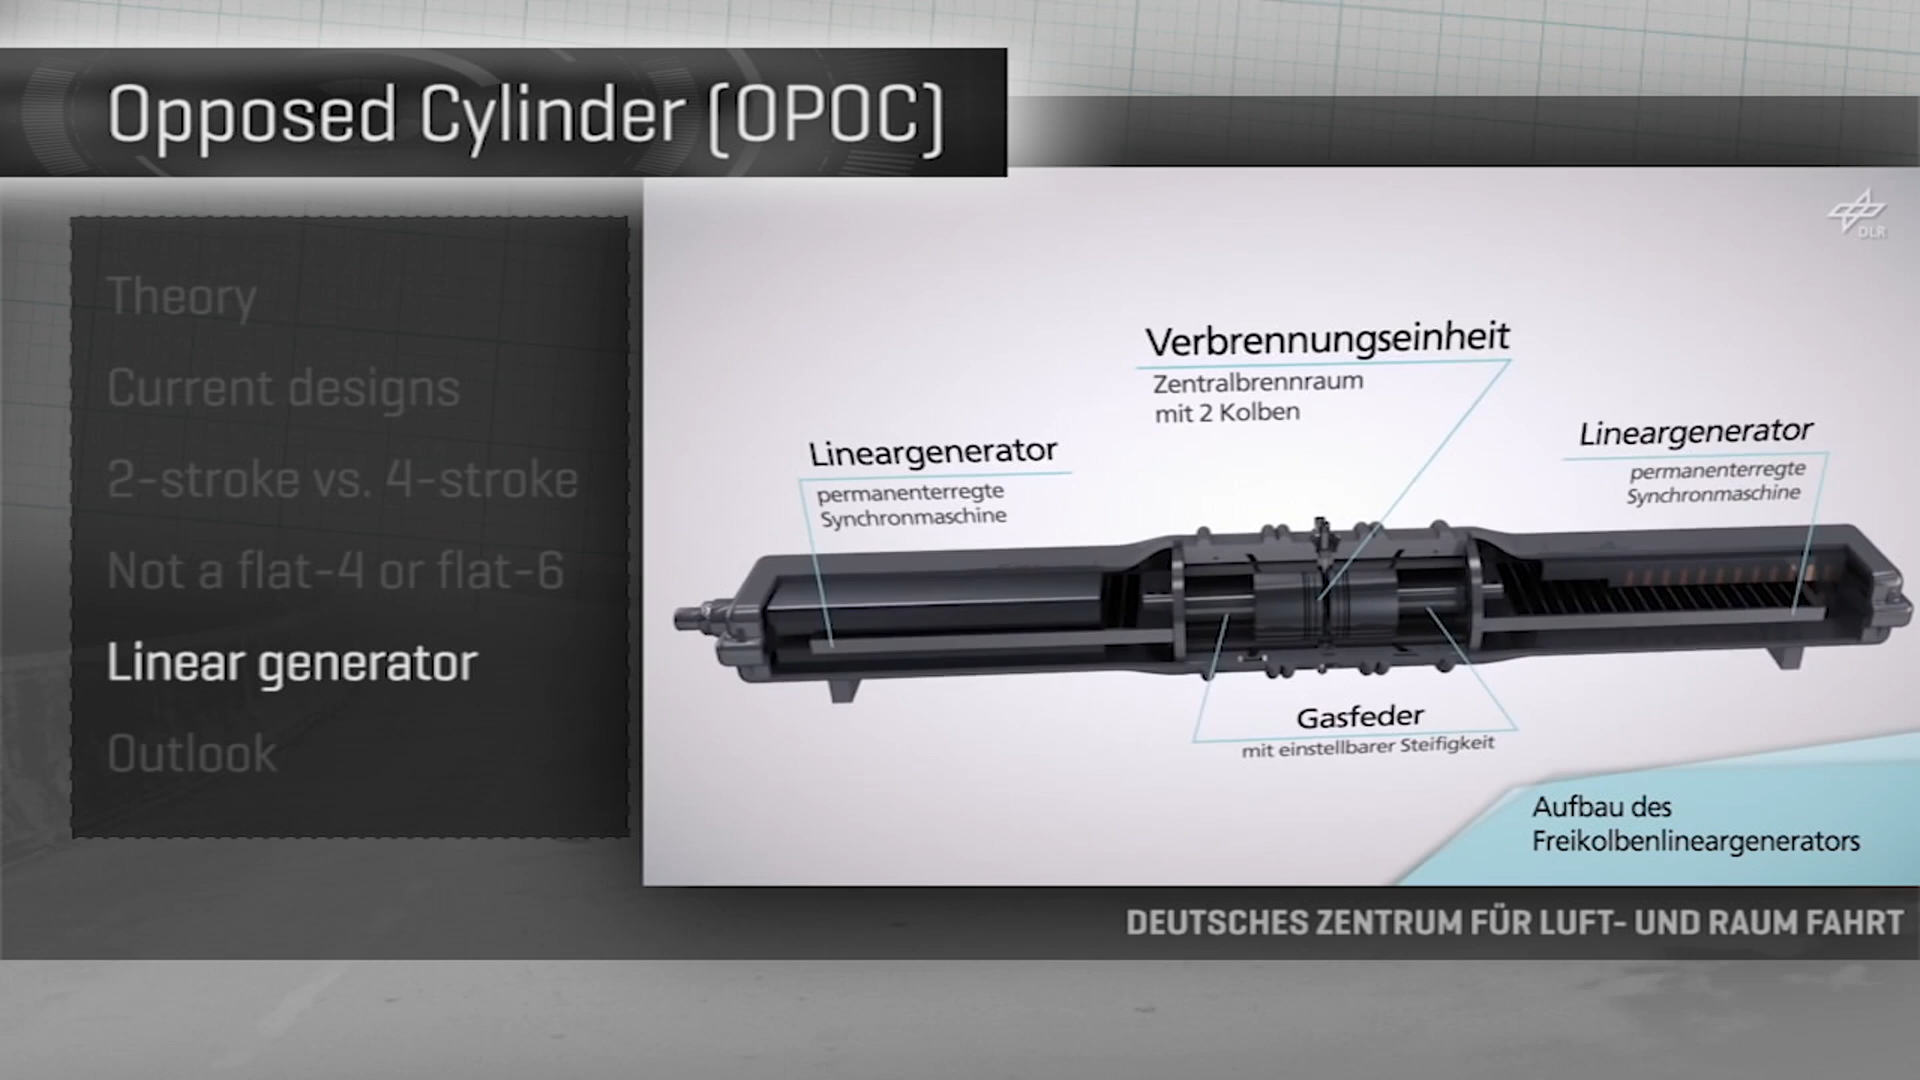 Opposed Cylinder (OPOC)
Theory
Current designs
2-stroke vs. 4-stroke
Not a flat-4 or flat-6
Linear generator
Outlook
DLR
Verbrennungseinheit
Zentralbrennraum
mit 2 Kolben
Lineargenerator
permanenterregte
Synchronmaschine
Lineargenerator
permanenterregte
Synchronmaschine
Gasfeder
mit einstellbarer Steifigkeit
Aufbau des
Freikolbenlineargenerators
DEUTSCHES ZENTRUM FÜR LUFT- UND RAUM FAHRT